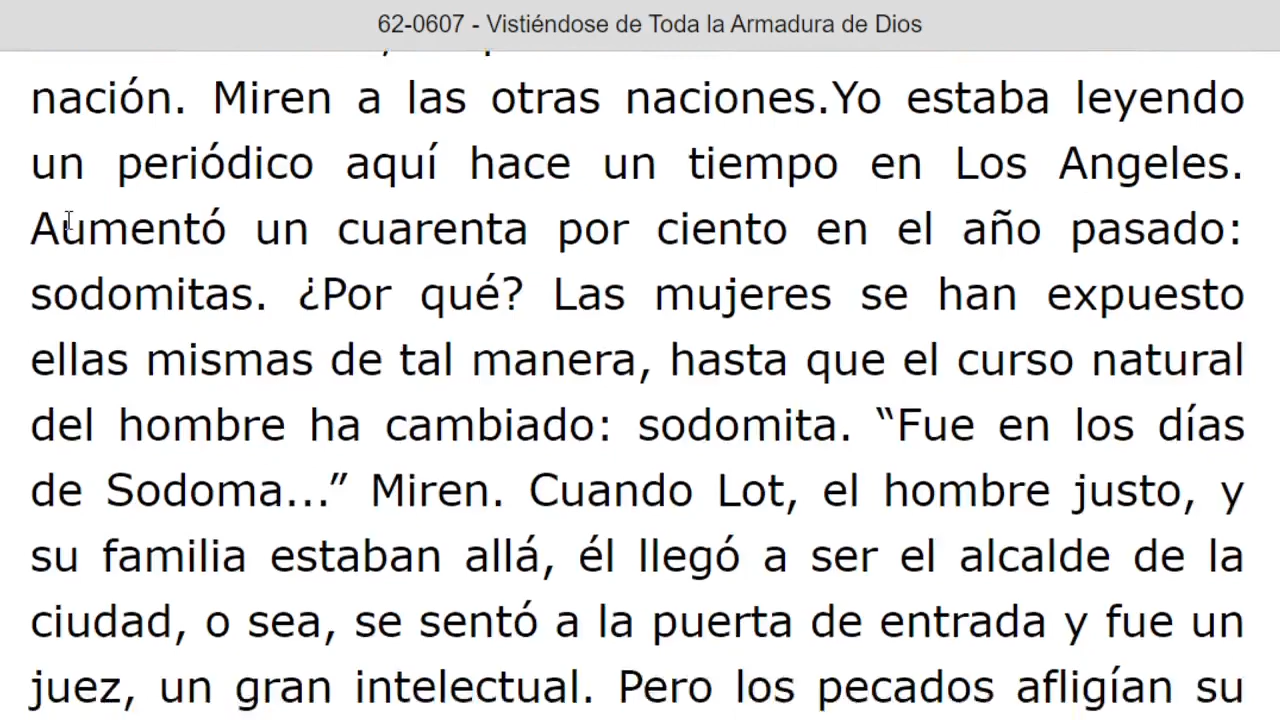 62-0607 - Vistiéndose de Toda la Armadura de Dios
nación. Miren a las otras naciones.Yo estaba leyendo
un periódico aquí hace un tiempo en Los Angeles.
Aumentó un cuarenta por ciento en el año pasado:
sodomitas. ¿Por qué? Las mujeres se han expuesto
ellas mismas de tal manera, hasta que el curso natural
del hombre ha cambiado: sodomita. “Fue en los días
de Sodoma...” Miren. Cuando Lot, el hombre justo, y
su familia estaban allá, él llegó a ser el alcalde de la
ciudad, o sea, se sentó a la puerta de entrada y fue un
juez, un gran intelectual. Pero los pecados afligían su